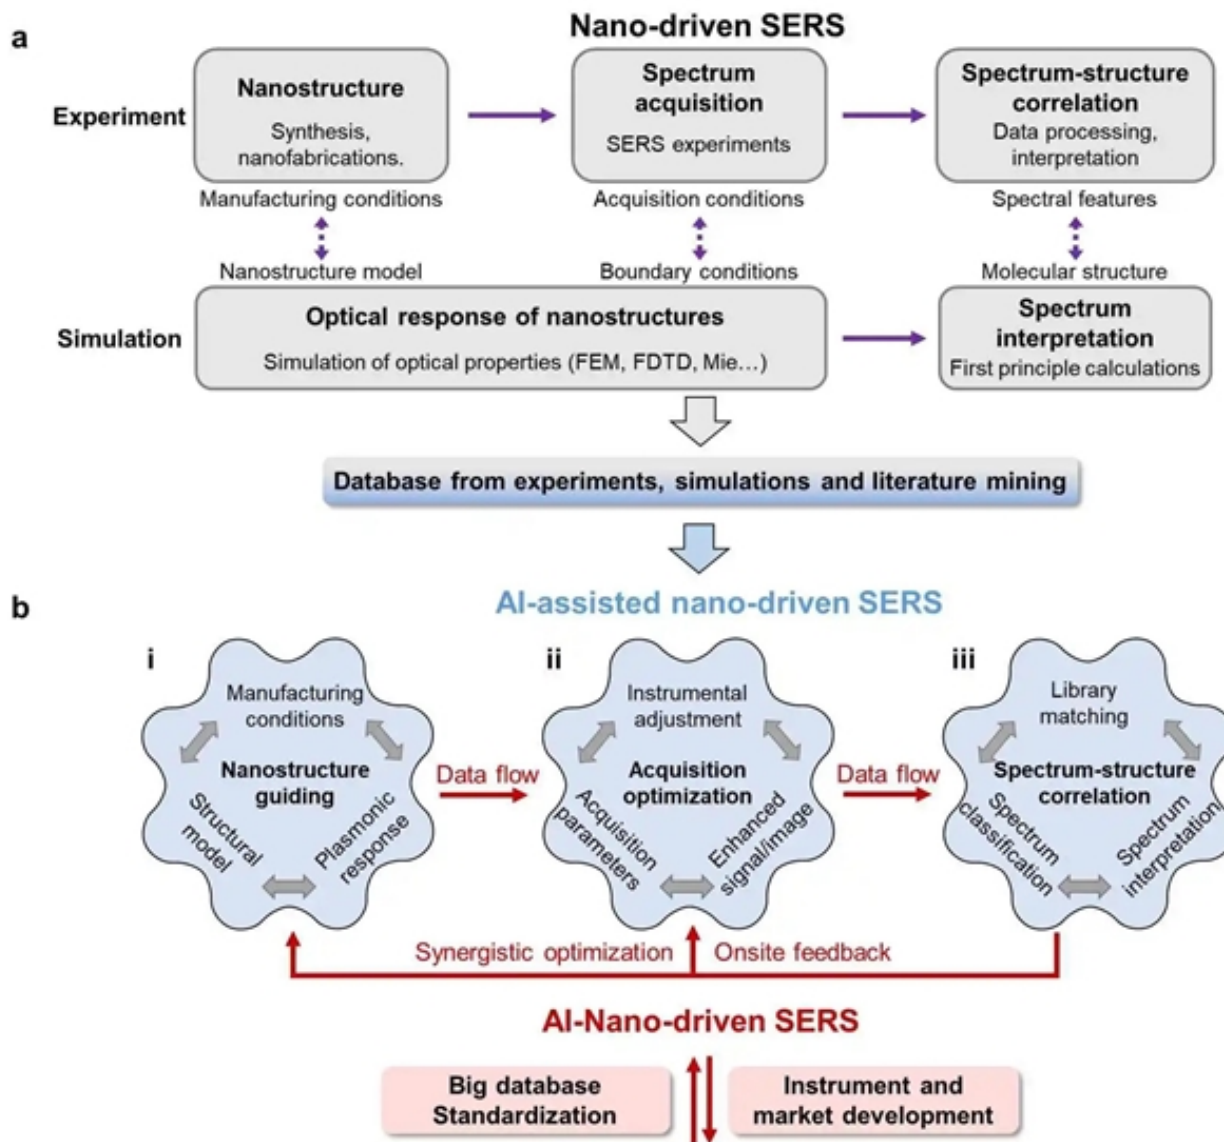 a
Nano-driven SERS
Experiment
Nanostructure
Synthesis,
nanofabrications.
Spectrum
acquisition
SERS experiments
Spectrum-structure
correlation
Data processing,
interpretation
Manufacturing conditions
Acquisition conditions
Spectral features
Nanostructure model
Boundary conditions
Molecular structure
Simulation
Optical response of nanostructures
Simulation of optical properties (FEM, FDTD, Mie…)
Spectrum
interpretation
First principle calculations
Database from experiments, simulations and literature mining
AI-assisted nano-driven SERS
b
i
Manufacturing
conditions
Nanostructure
guiding
Structural
model
Plasmonic
response
Data flow
ii
Instrumental
adjustment
Acquisition
optimization
Acquisition
parameters
Enhanced
signal/image
Data flow
iii
Library
matching
Spectrum-structure
correlation
Spectrum
classification
Spectrum
interpretation
Synergistic optimization
Onsite feedback
AI-Nano-driven SERS
Big database
Standardization
Instrument and
market development